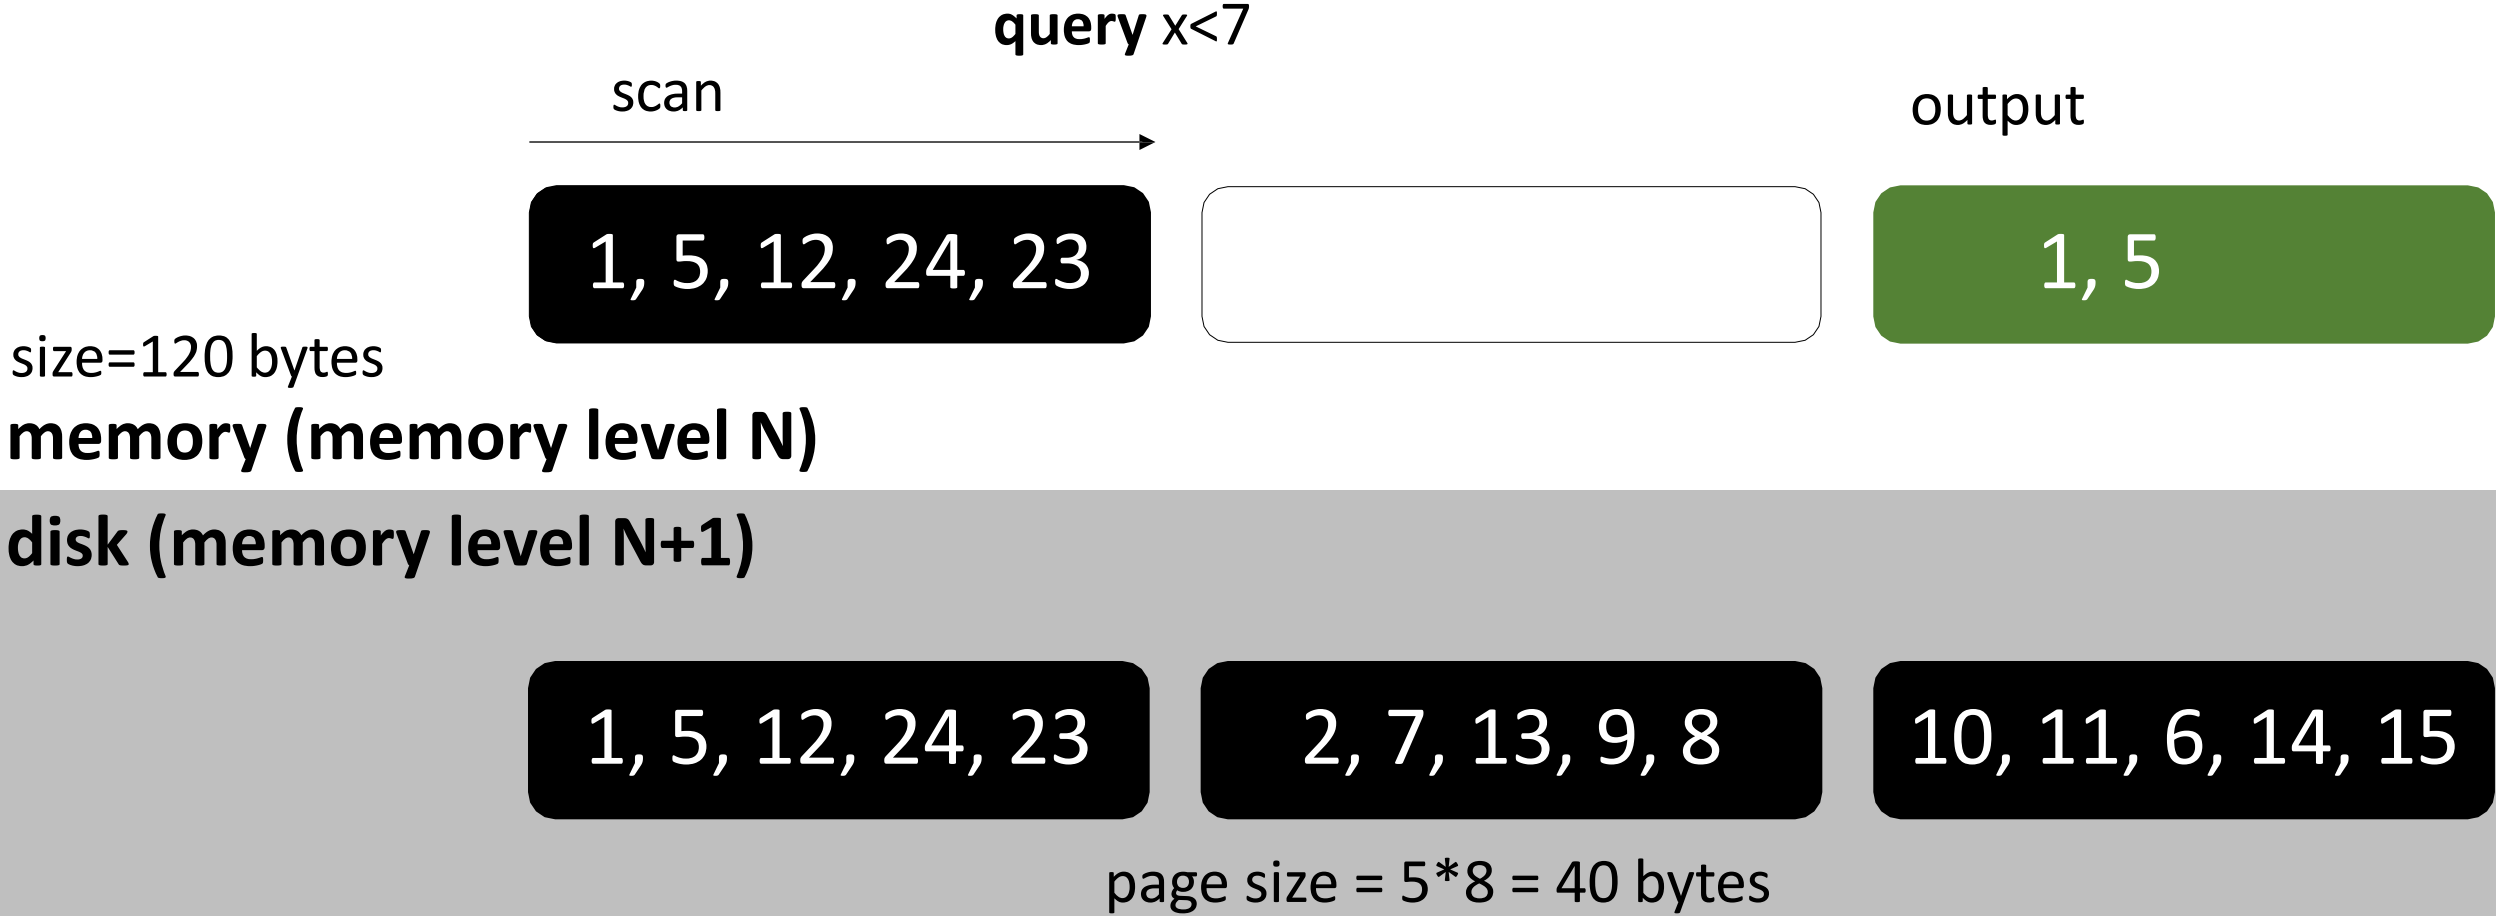 query x<7
scan
output
1, 5, 12, 24, 23
1, 5
size=120 bytes
memory (memory level N)
disk (memory level N+1)
1, 5, 12, 24, 23
2, 7, 13, 9, 8
10, 11, 6, 14, 15
page size = 5*8 = 40 bytes